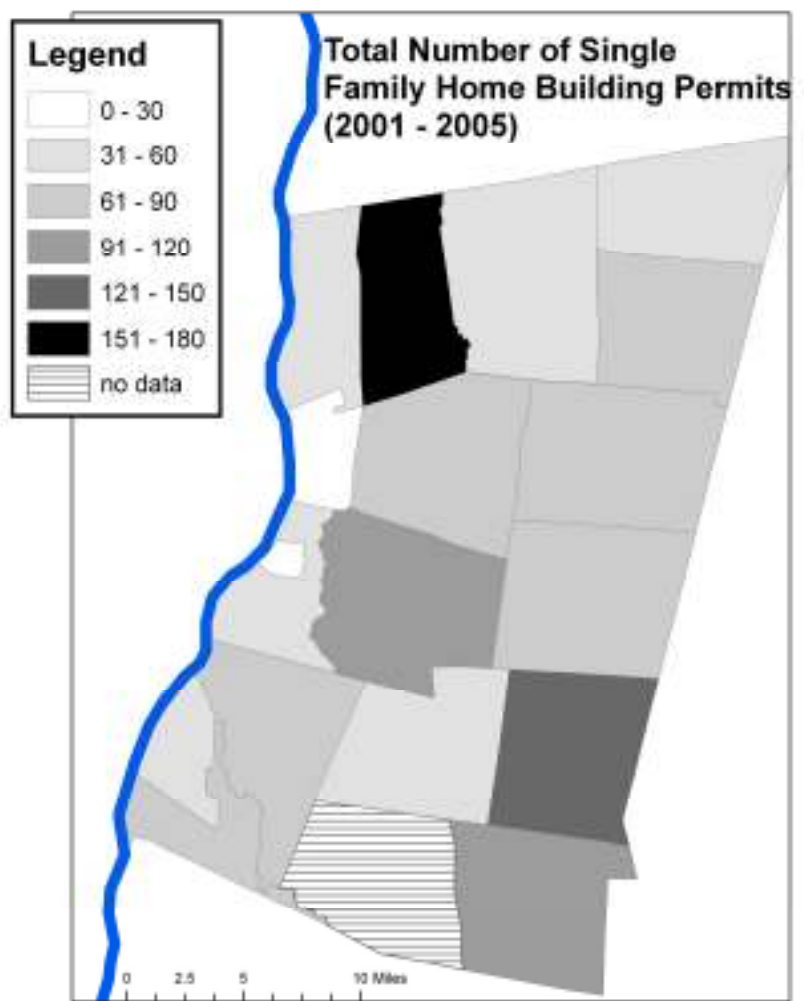 Legend
0 - 30
31 - 60
61 - 90
91 - 120
121 - 150
151 - 180
no data
Total Number of Single
Family Home Building Permits
(2001 - 2005)
0 2.5 5 10 Miles